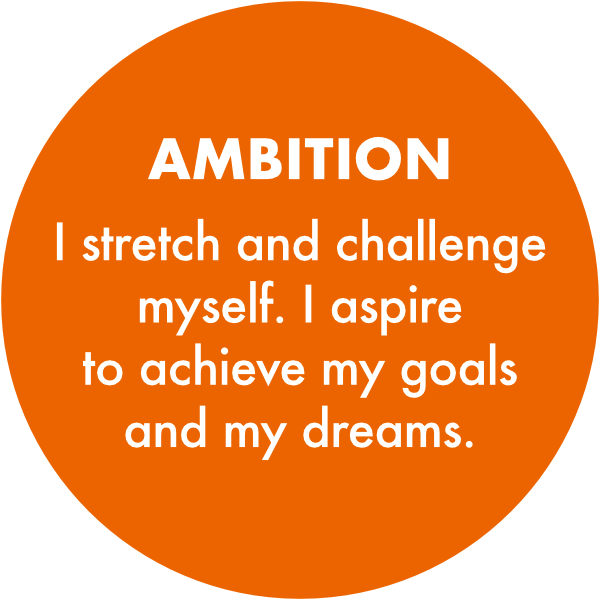 AMBITION
I stretch and challenge
myself. I aspire
to achieve my goals
and my dreams.